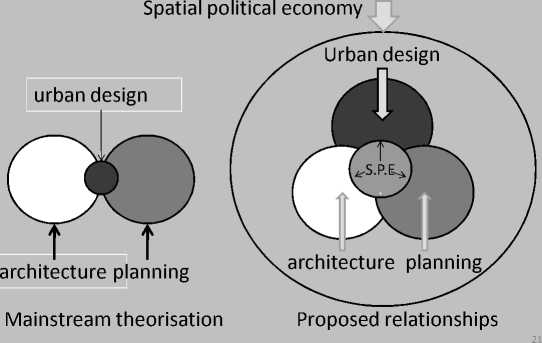 Spatial political economy
Urban design
urban design
S.P.E
architecture planning
architecture planning
Mainstream theorisation
Proposed relationships
21